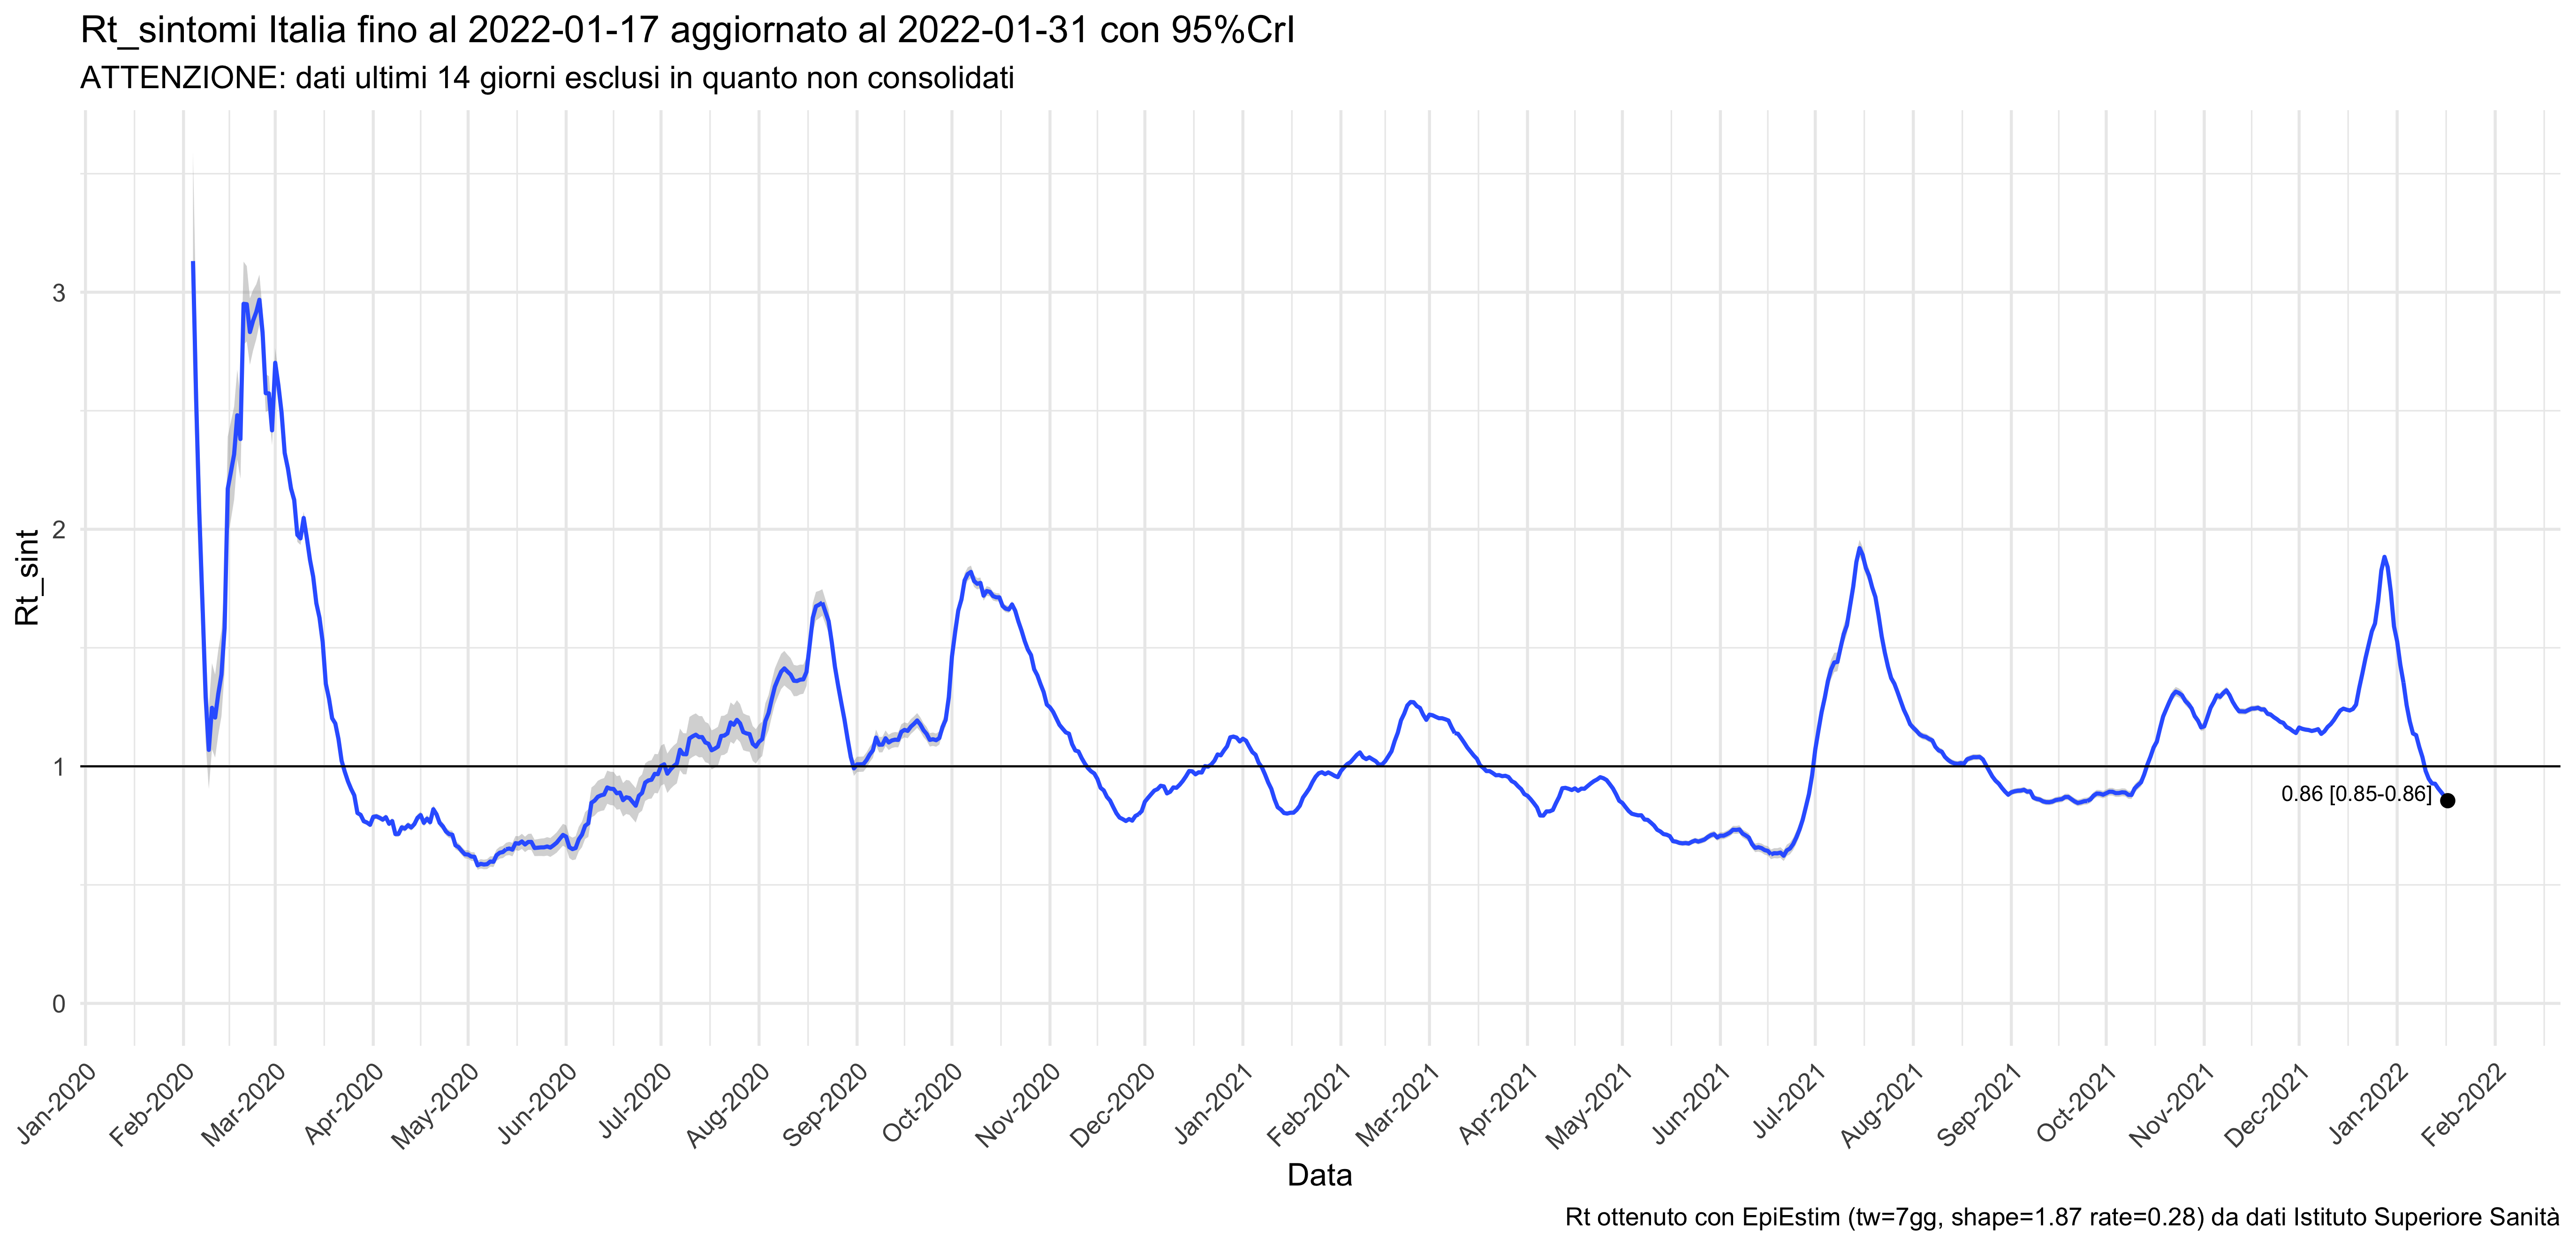 Rt_sintomi Italia fino al 2022-01-17 aggiornato al 2022-01-31 con 95%CrI
ATTENZIONE: dati ultimi 14 giorni esclusi in quanto non consolidati
Rt_sint
3
2
1
0
0.86 [0.85-0.86]
Jan-2020
Feb-2020
Mar-2020
Apr-2020
May-2020
Jun-2020
Jul-2020
Aug-2020
Sep-2020
Oct-2020
Nov-2020
Dec-2020
Jan-2021
Feb-2021
Mar-2021
Apr-2021
May-2021
Jun-2021
Jul-2021
Aug-2021
Sep-2021
Oct-2021
Nov-2021
Dec-2021
Jan-2022
Feb-2022
Data
Rt ottenuto con EpiEstim (tw=7gg, shape=1.87 rate=0.28) da dati Istituto Superiore Sanità